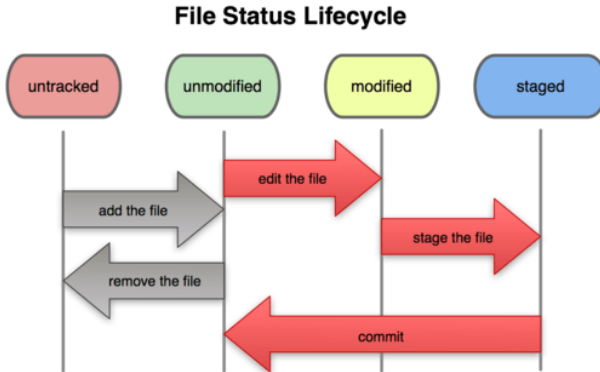 File Status Lifecycle
untracked
unmodified
modified
staged
edit the file
add the file
stage the file
remove the file
commit